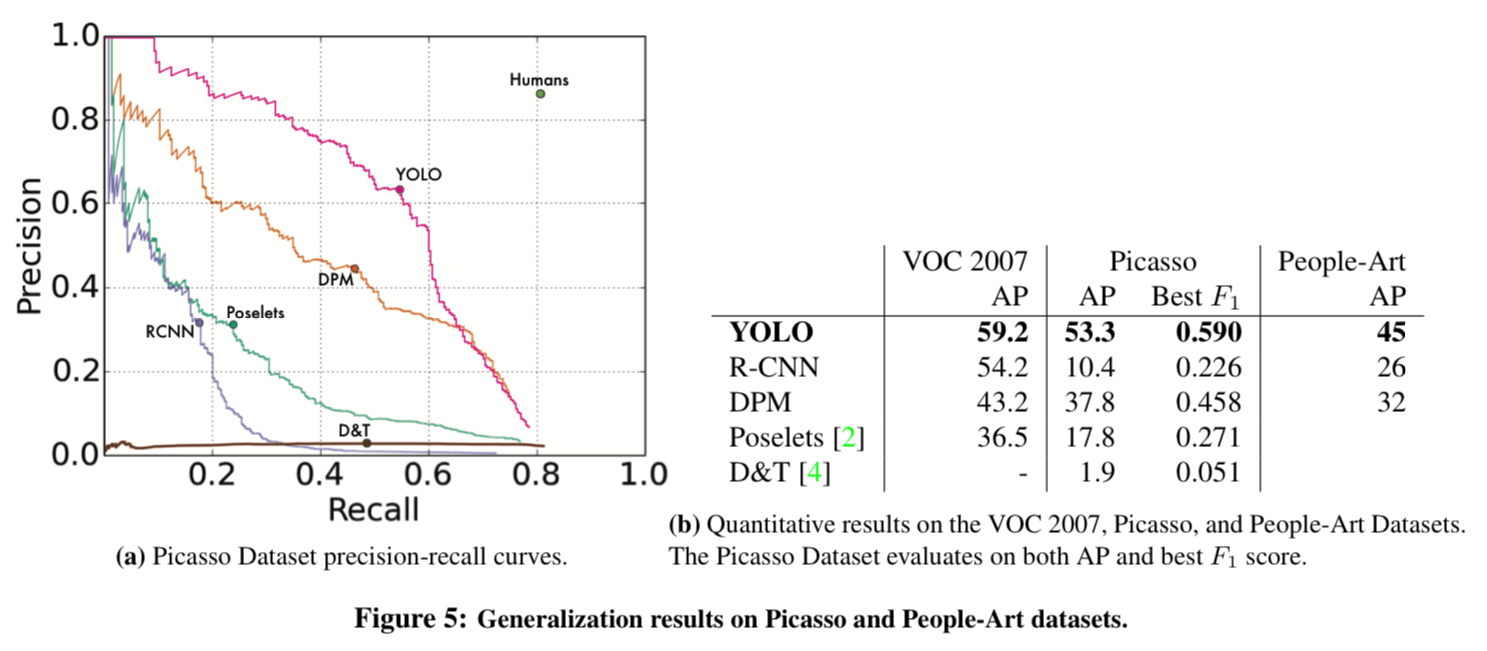 1.0
0.8
0.6
0.4
0.2
0.0
Precision
Humans
YOLO
DPM
RCNN
Poselets
D&T
0.2 0.4 0.6 0.8 1.0
Recall
(a) Picasso Dataset precision-recall curves.
VOC 2007 Picasso People-Art
AP AP Best F₁ AP
YOLO 59.2 53.3 0.590 45
R-CNN 54.2 10.4 0.226 26
DPM 43.2 37.8 0.458 32
Poselets [2] 36.5 17.8 0.271
D&T [4] - 1.9 0.051
(b) Quantitative results on the VOC 2007, Picasso, and People-Art Datasets.
The Picasso Dataset evaluates on both AP and best F₁ score.
Figure 5: Generalization results on Picasso and People-Art datasets.